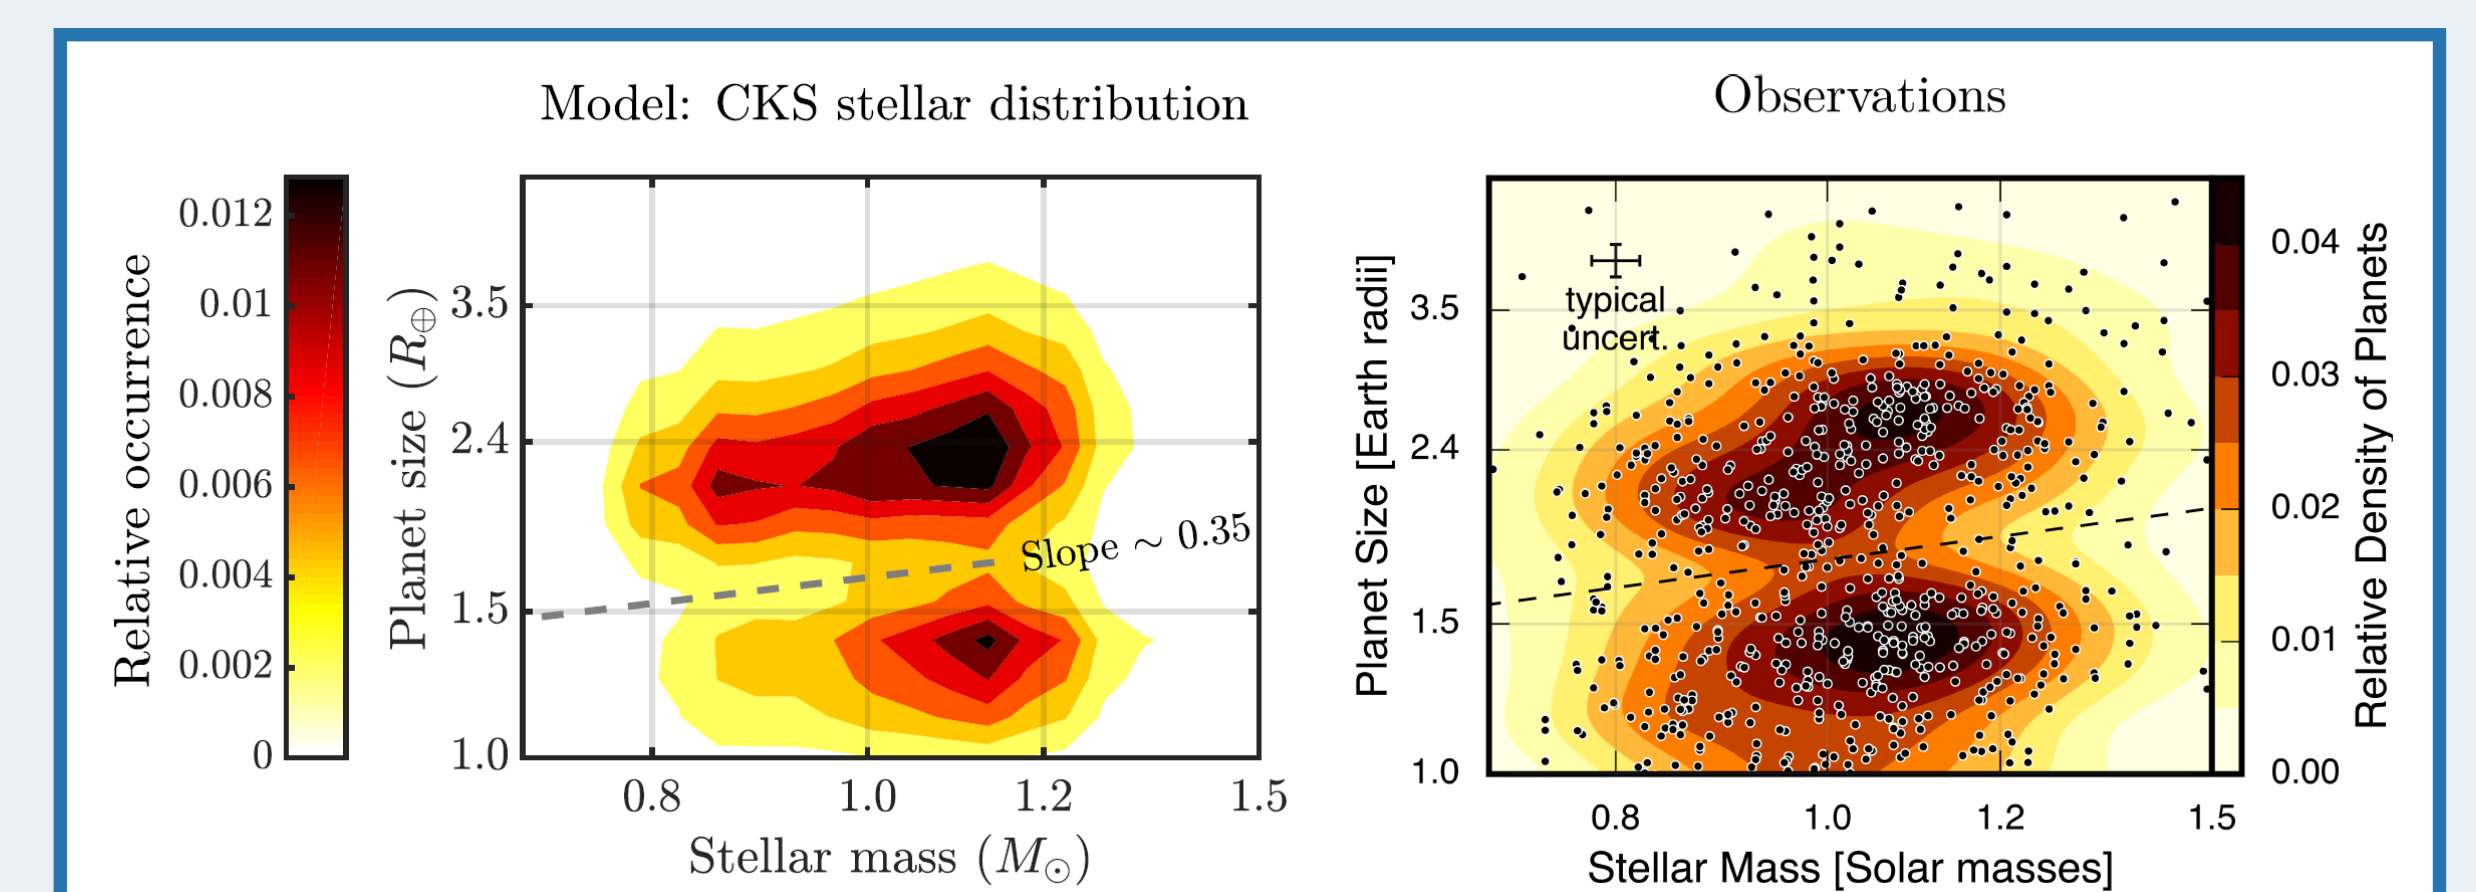 Model: CKS stellar distribution
Relative occurrence
0.012
0.01
0.008
0.006
0.004
0.002
0
Planet size (R⊕)
3.5
2.4
1.5
1.0
Slope ~ 0.35
0.8 1.0 1.2 1.5
Stellar mass (M⊙)
Observations
Planet Size [Earth radii]
3.5
2.4
1.5
1.0
typical
uncert.
0.8 1.0 1.2 1.5
Stellar Mass [Solar masses]
0.04
0.03
0.02
0.01
0.00
Relative Density of Planets